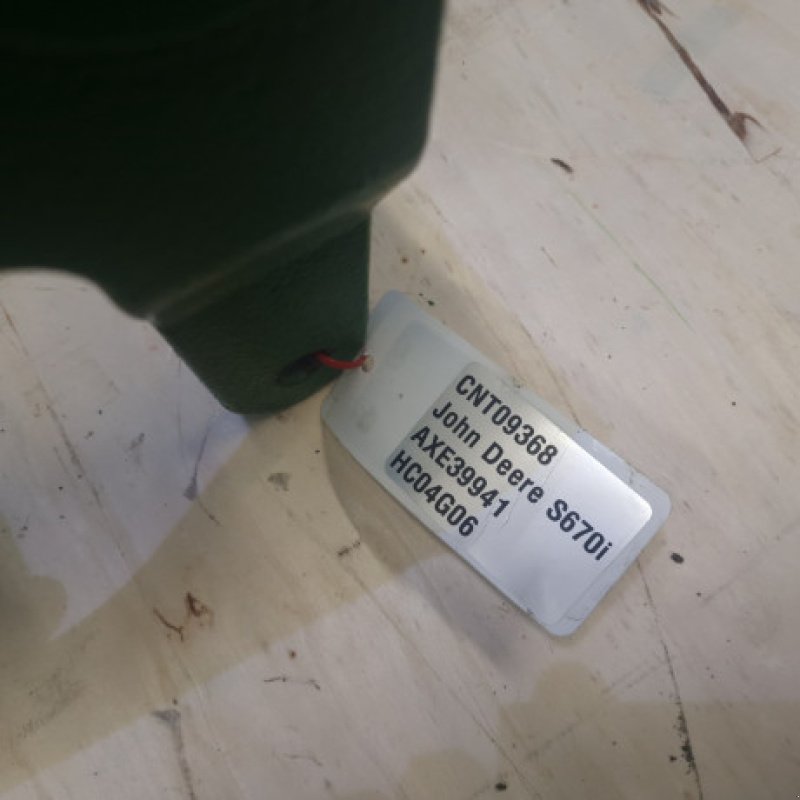 CNT09368
John Deere S670i
AXE39941
HC04G06